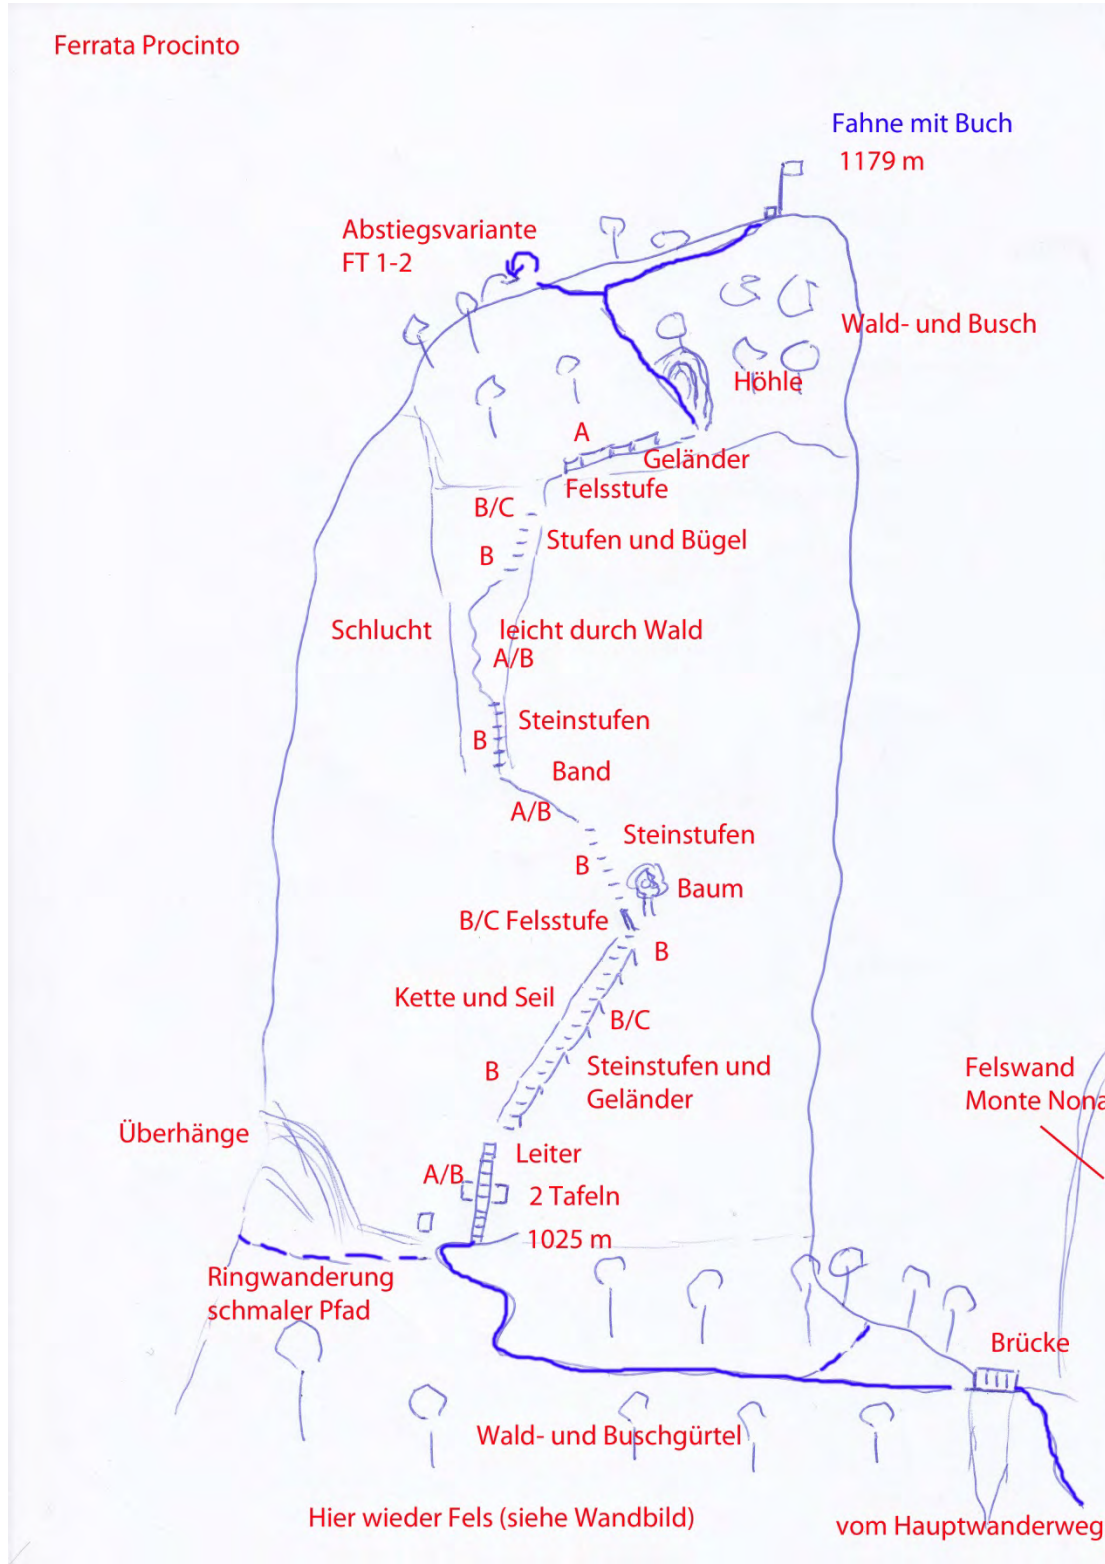 Ferrata Procinto
Fahne mit Buch
1179 m
Abstiegsvariante
FT 1-2
Wald- und Busch
Höhle
A
Geländer
Felsstufe
B/C
Stufen und Bügel
B
Schlucht
leicht durch Wald
A/B
Steinstufen
B
Band
A/B
Steinstufen
B
Baum
B/C Felsstufe
B
Kette und Seil
B/C
B
Steinstufen und
Geländer
Felswand
Monte Nona
Überhänge
Leiter
A/B
2 Tafeln
1025 m
Ringwanderung
schmaler Pfad
Brücke
Wald- und Buschgürtel
Hier wieder Fels (siehe Wandbild)
vom Hauptwanderweg